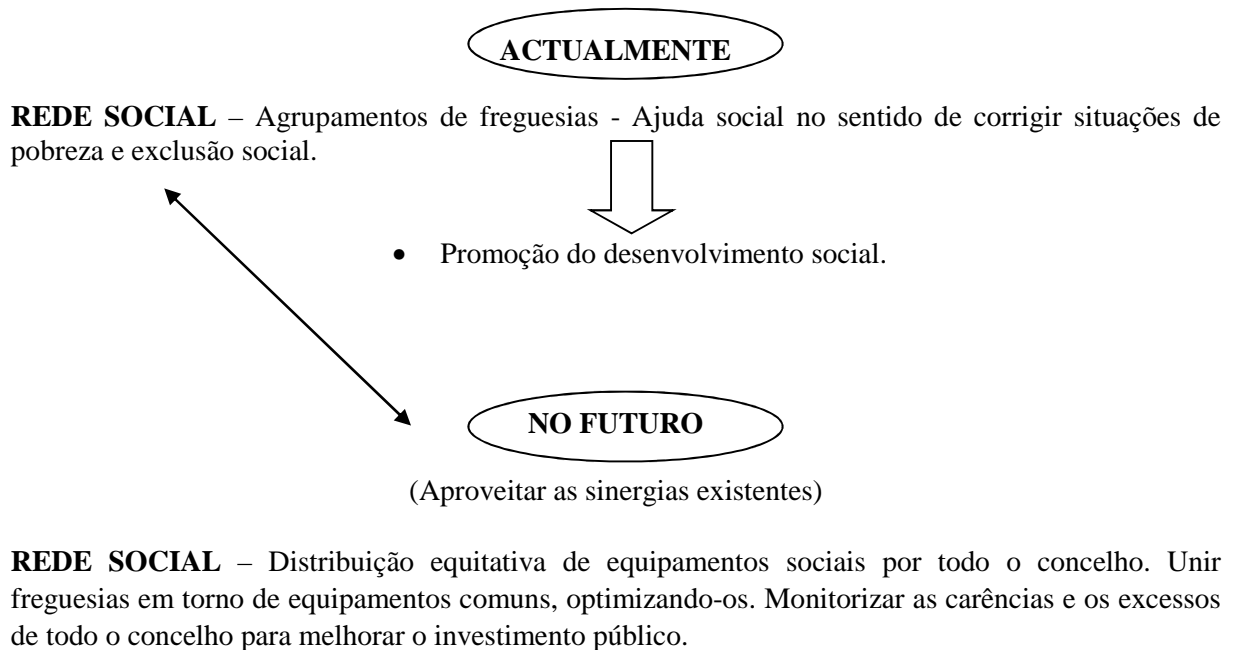 ACTUALMENTE
REDE SOCIAL – Agrupamentos de freguesias - Ajuda social no sentido de corrigir situações de
pobreza e exclusão social.
• Promoção do desenvolvimento social.
NO FUTURO
(Aproveitar as sinergias existentes)
REDE SOCIAL – Distribuição equitativa de equipamentos sociais por todo o concelho. Unir
freguesias em torno de equipamentos comuns, optimizando-os. Monitorizar as carências e os excessos
de todo o concelho para melhorar o investimento público.